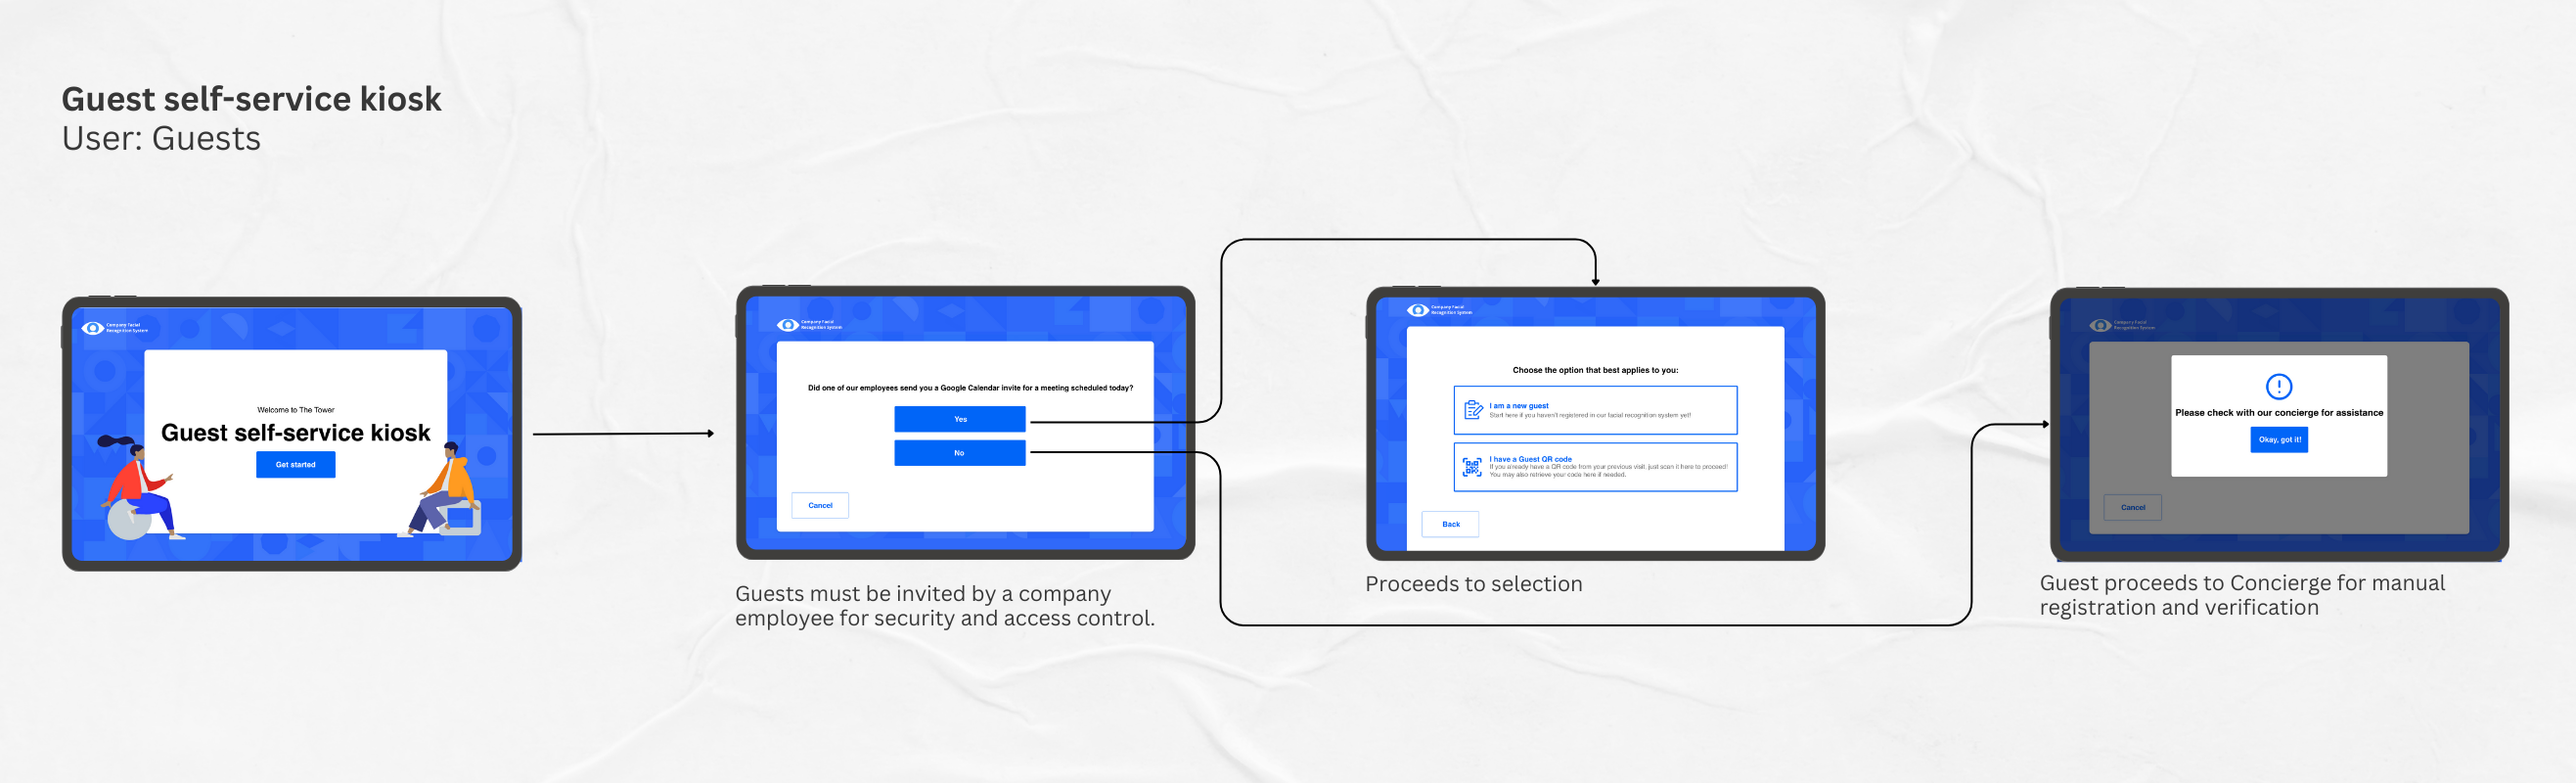 Guest self-service kiosk
User: Guests
Company Facial
Recognition System
Welcome to The Tower
Guest self-service kiosk
Get started
Company Facial
Recognition System
Did one of our employees send you a Google Calendar invite for a meeting scheduled today?
Yes
No
Cancel
Guests must be invited by a company
employee for security and access control.
Company Facial
Recognition System
Choose the option that best applies to you:
I am a new guest
Start here if you haven't registered in our facial recognition system yet!
I have a Guest QR code
If you already have a QR code from your previous visit, just scan it here to proceed!
You may also retrieve your code here if needed.
Back
Proceeds to selection
Company Facial
Recognition System
Please check with our concierge for assistance
Okay, got it!
Cancel
Guest proceeds to Concierge for manual
registration and verification